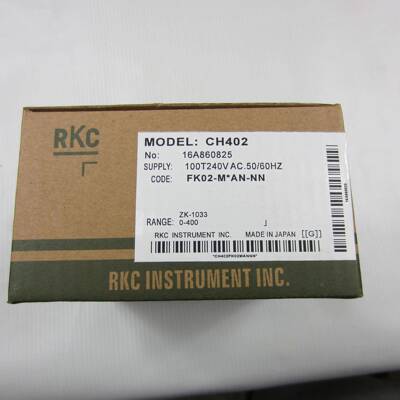 RKC
MODEL: CH402
No: 16A860825
SUPPLY: 100T240V AC.50/60HZ
CODE: FK02-M*AN-NN
ZK-1033
RANGE: 0-400 J
RKC INSTRUMENT INC. MADE IN JAPAN [[G]]
*CH402FK02MANNN*
RKC INSTRUMENT INC.